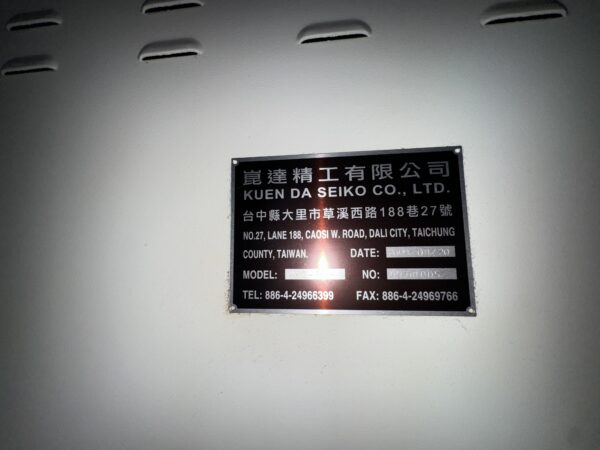 崑達精工有限公司
KUEN DA SEIKO CO., LTD.
台中縣大里市草溪西路188巷27號
NO.27, LANE 188, CAOSI W. ROAD, DALI CITY, TAICHUNG
COUNTY, TAIWAN. DATE:
MODEL: NO:
TEL: 886-4-24966399 FAX: 886-4-24969766